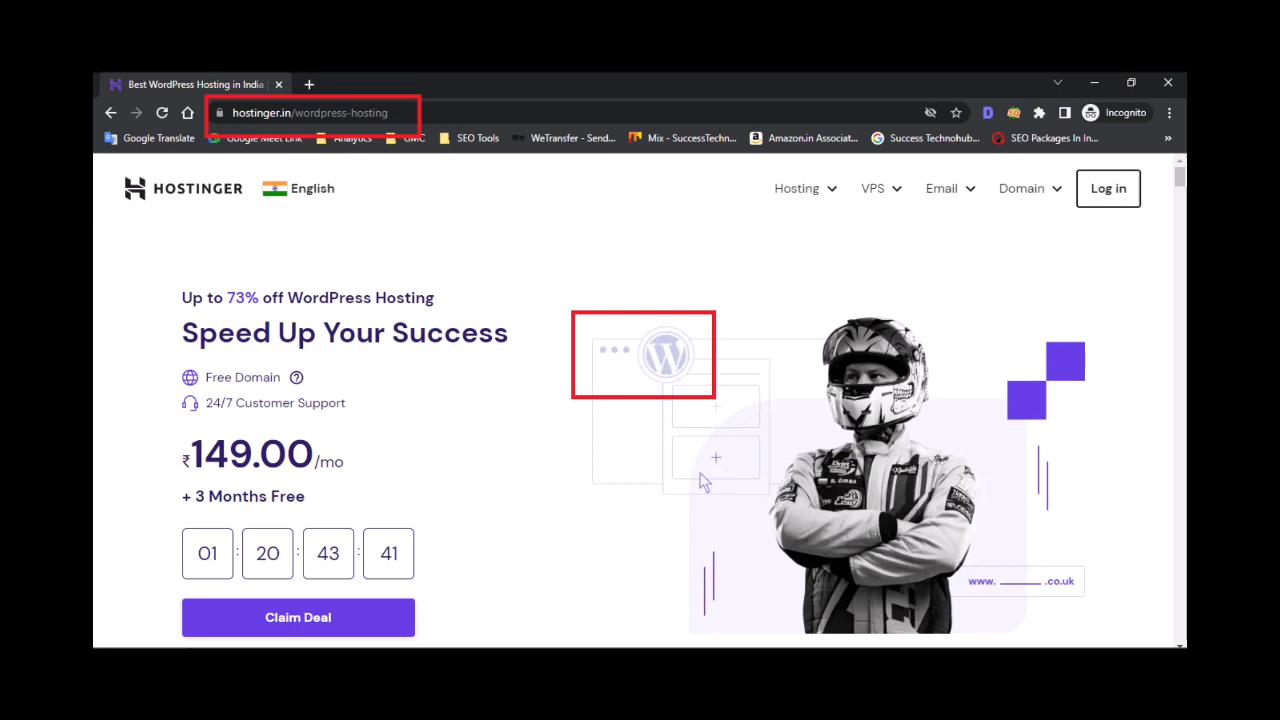 Best WordPress Hosting in India
hostinger.in/wordpress-hosting
Incognito
Google Translate
Google Meet Link
Analytics
GMC
SEO Tools
WeTransfer - Send...
Mix - SuccessTechn...
Amazon.in Associat...
Success Technohub...
SEO Packages In In...
»
HOSTINGER
English
Hosting
VPS
Email
Domain
Log in
Up to 73% off WordPress Hosting
Speed Up Your Success
Free Domain ?
24/7 Customer Support
₹149.00/mo
+ 3 Months Free
01 : 20 : 43 : 41
Claim Deal
W
www. ______ .co.uk